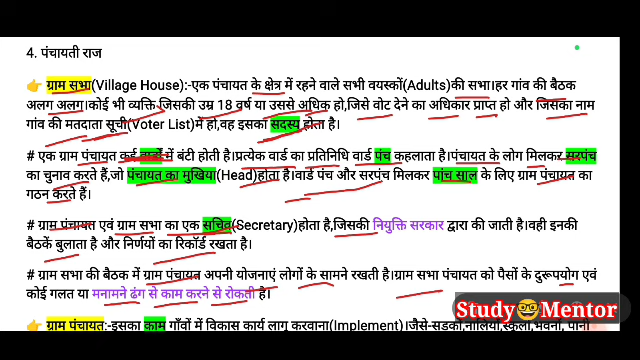 4. पंचायती राज
👉 ग्राम सभा(Village House):-एक पंचायत के क्षेत्र में रहने वाले सभी वयस्कों(Adults)की सभा।हर गांव की बैठक
अलग अलग।कोई भी व्यक्ति जिसकी उम्र 18 वर्ष या उससे अधिक हो,जिसे वोट देने का अधिकार प्राप्त हो और जिसका नाम
गांव की मतदाता सूची(Voter List)में हो,वह इसका सदस्य होता है।
# एक ग्राम पंचायत कई वार्डों में बंटी होती है।प्रत्येक वार्ड का प्रतिनिधि वार्ड पंच कहलाता है।पंचायत के लोग मिलकर सरपंच
का चुनाव करते हैं,जो पंचायत का मुखिया(Head)होता है।वार्ड पंच और सरपंच मिलकर पांच साल के लिए ग्राम पंचायत का
गठन करते हैं।
# ग्राम पंचायत एवं ग्राम सभा का एक सचिव(Secretary)होता है,जिसकी नियुक्ति सरकार द्वारा की जाती है।वही इनकी
बैठकें बुलाता है और निर्णयों का रिकॉर्ड रखता है।
# ग्राम सभा की बैठक में ग्राम पंचायत अपनी योजनाएं लोगों के सामने रखती है।ग्राम सभा पंचायत को पैसों के दुरूपयोग एवं
कोई गलत या मनामने ढंग से काम करने से रोकती है।
Study🤓Mentor
👉 ग्राम पंचायत:-इसका काम गाँवों में विकास कार्य लागू करवाना(Implement)।जैसे-सड़कों,नालियों,स्कूलों,भवनों, पानी